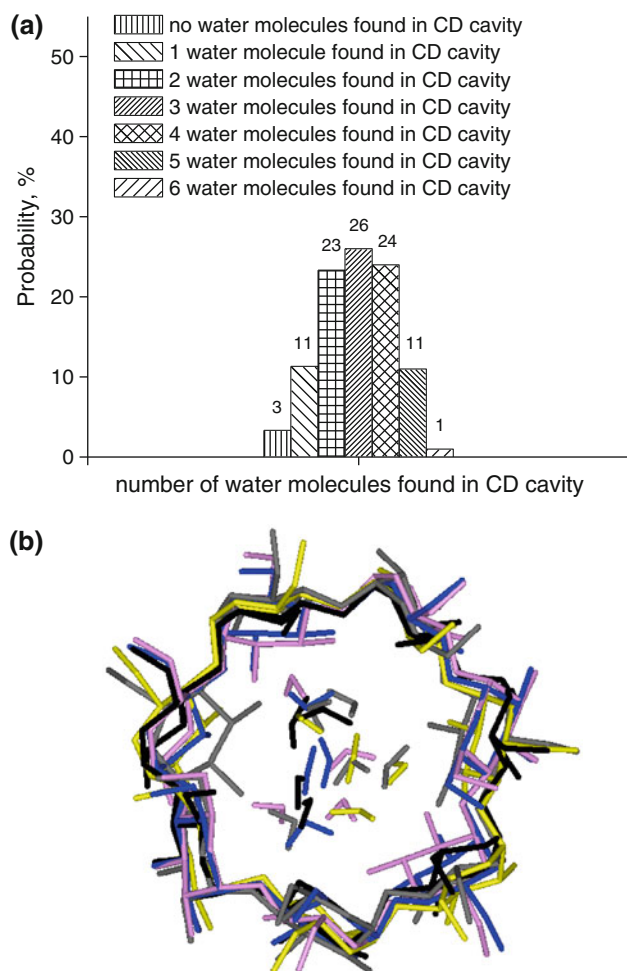 (a)
no water molecules found in CD cavity
1 water molecule found in CD cavity
2 water molecules found in CD cavity
3 water molecules found in CD cavity
4 water molecules found in CD cavity
5 water molecules found in CD cavity
6 water molecules found in CD cavity
Probability, %
50
40
30
20
10
0
3
11
23
26
24
11
1
number of water molecules found in CD cavity
(b)